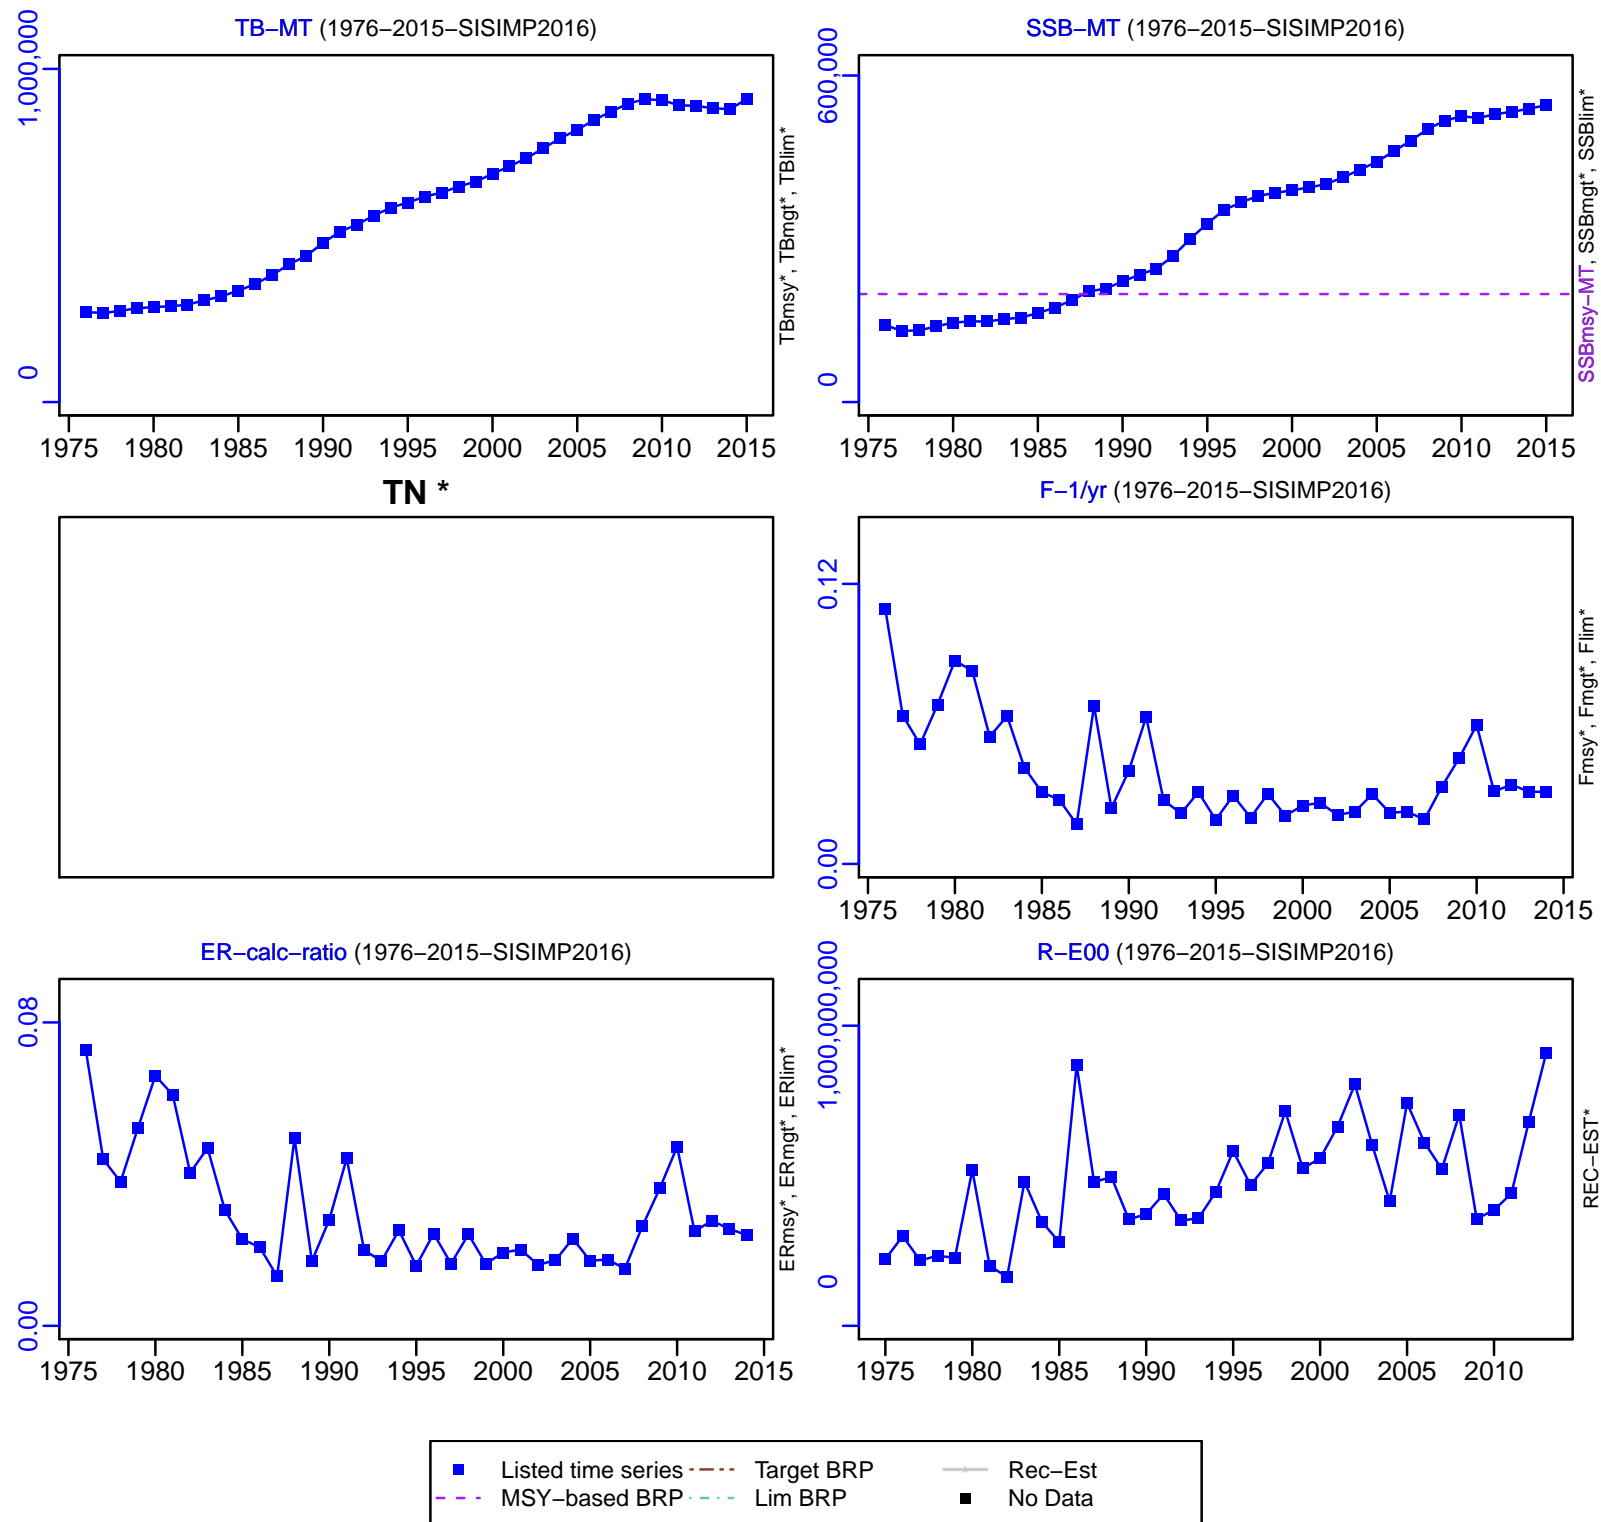 TB−MT (1976−2015−SISIMP2016)
1,000,000
0
TBmsy*, TBmgt*, TBlim*
1975 1980 1985 1990 1995 2000 2005 2010 2015
SSB−MT (1976−2015−SISIMP2016)
600,000
0
SSBmsy−MT, SSBmgt*, SSBlim*
1975 1980 1985 1990 1995 2000 2005 2010 2015
TN *
F−1/yr (1976−2015−SISIMP2016)
0.12
0.00
Fmsy*, Fmgt*, Flim*
1975 1980 1985 1990 1995 2000 2005 2010 2015
ER−calc−ratio (1976−2015−SISIMP2016)
0.08
0.00
ERmsy*, ERmgt*, ERlim*
1975 1980 1985 1990 1995 2000 2005 2010 2015
R−E00 (1976−2015−SISIMP2016)
1,000,000,000
0
REC−EST*
1975 1980 1985 1990 1995 2000 2005 2010
Listed time series Target BRP Rec−Est
MSY−based BRP Lim BRP No Data